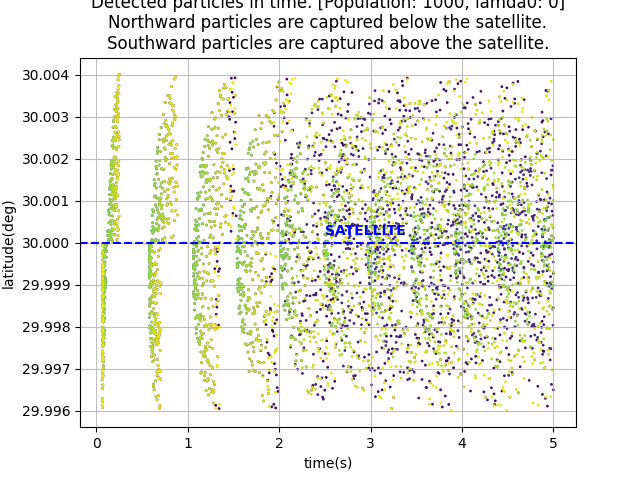 Detected particles in time. [Population: 1000, lamda0: 0]
Northward particles are captured below the satellite.
Southward particles are captured above the satellite.
30.004
30.003
30.002
30.001
30.000
29.999
29.998
29.997
29.996
latitude(deg)
SATELLITE
0
1
2
3
4
5
time(s)